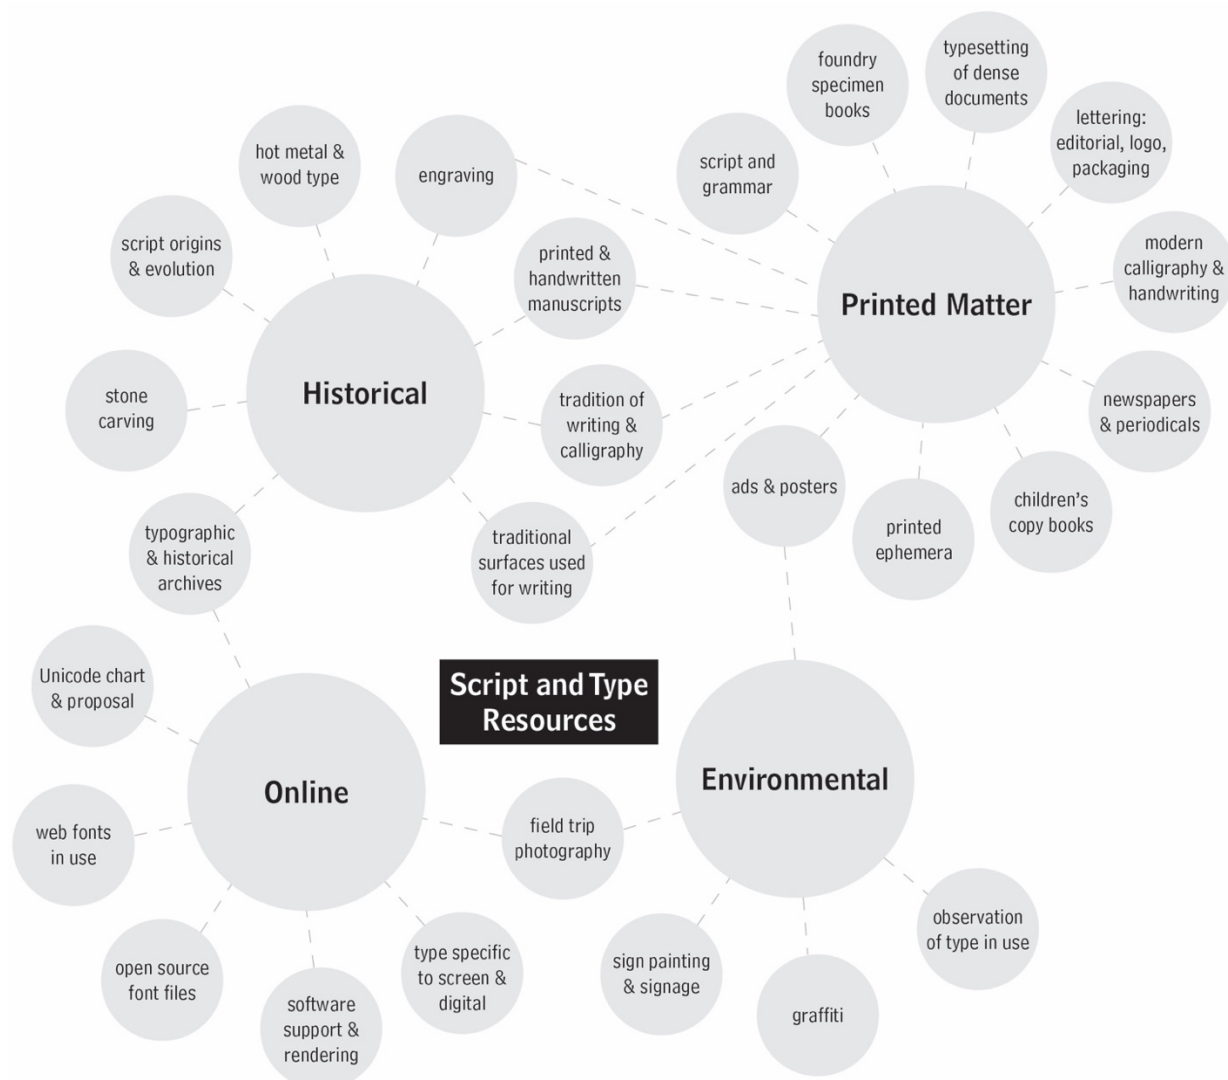 foundry
specimen
books
typesetting
of dense
documents
lettering:
editorial, logo,
packaging
script and
grammar
modern
calligraphy &
handwriting
Printed Matter
newspapers
& periodicals
children’s
copy books
printed
ephemera
ads & posters
hot metal &
wood type
engraving
script origins
& evolution
printed &
handwritten
manuscripts
Historical
stone
carving
tradition of
writing &
calligraphy
typographic
& historical
archives
traditional
surfaces used
for writing
Script and Type
Resources
Unicode chart
& proposal
Online
web fonts
in use
open source
font files
software
support &
rendering
type specific
to screen &
digital
field trip
photography
Environmental
sign painting
& signage
graffiti
observation
of type in use